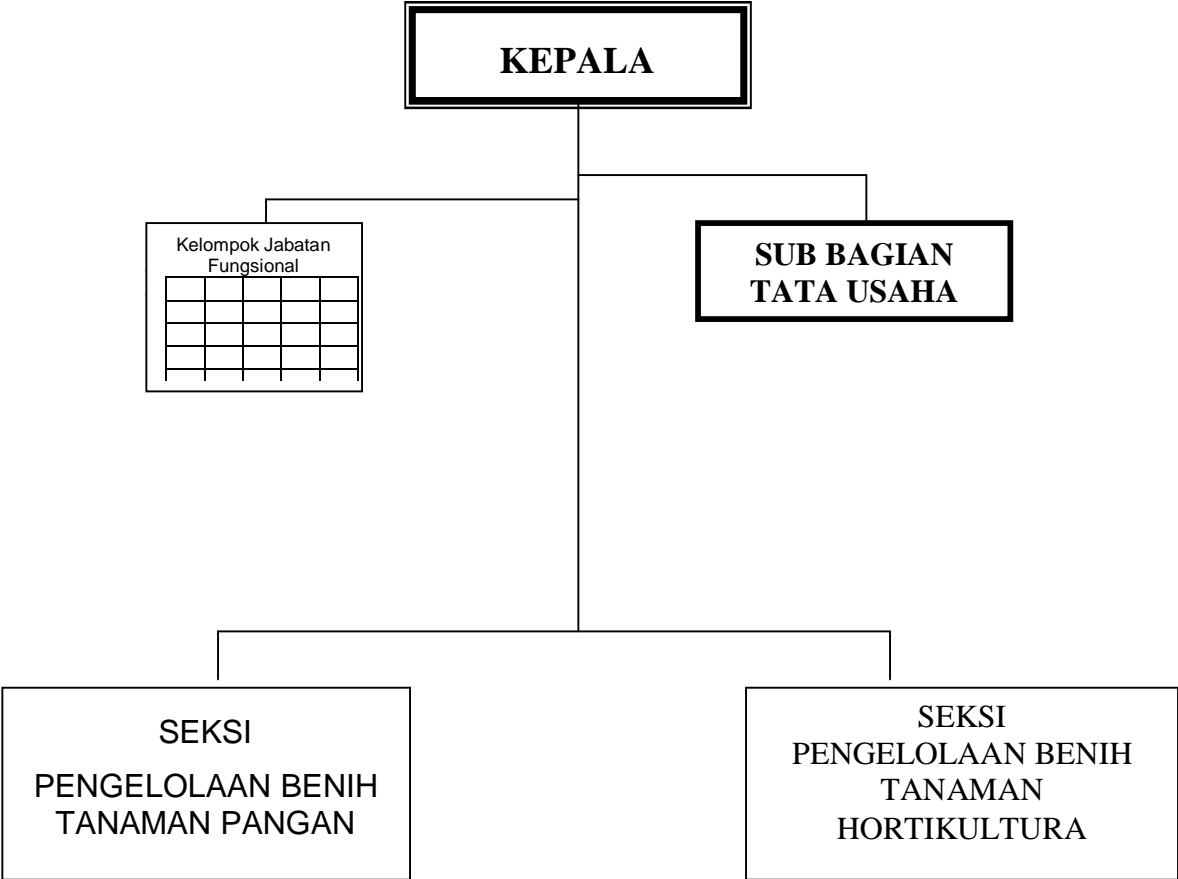 KEPALA
Kelompok Jabatan
Fungsional
SUB BAGIAN
TATA USAHA
SEKSI
PENGELOLAAN BENIH
TANAMAN PANGAN
SEKSI
PENGELOLAAN BENIH
TANAMAN
HORTIKULTURA